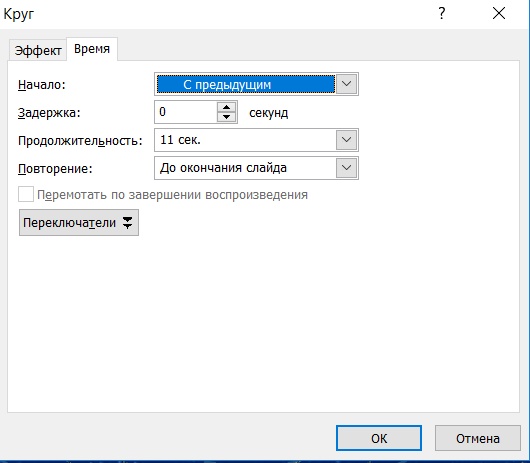 Круг ?
Эффект Время
Начало: С предыдущим
Задержка: 0 секунд
Продолжительность: 11 сек.
Повторение: До окончания слайда
Перемотать по завершении воспроизведения
Переключатели
ОК Отмена